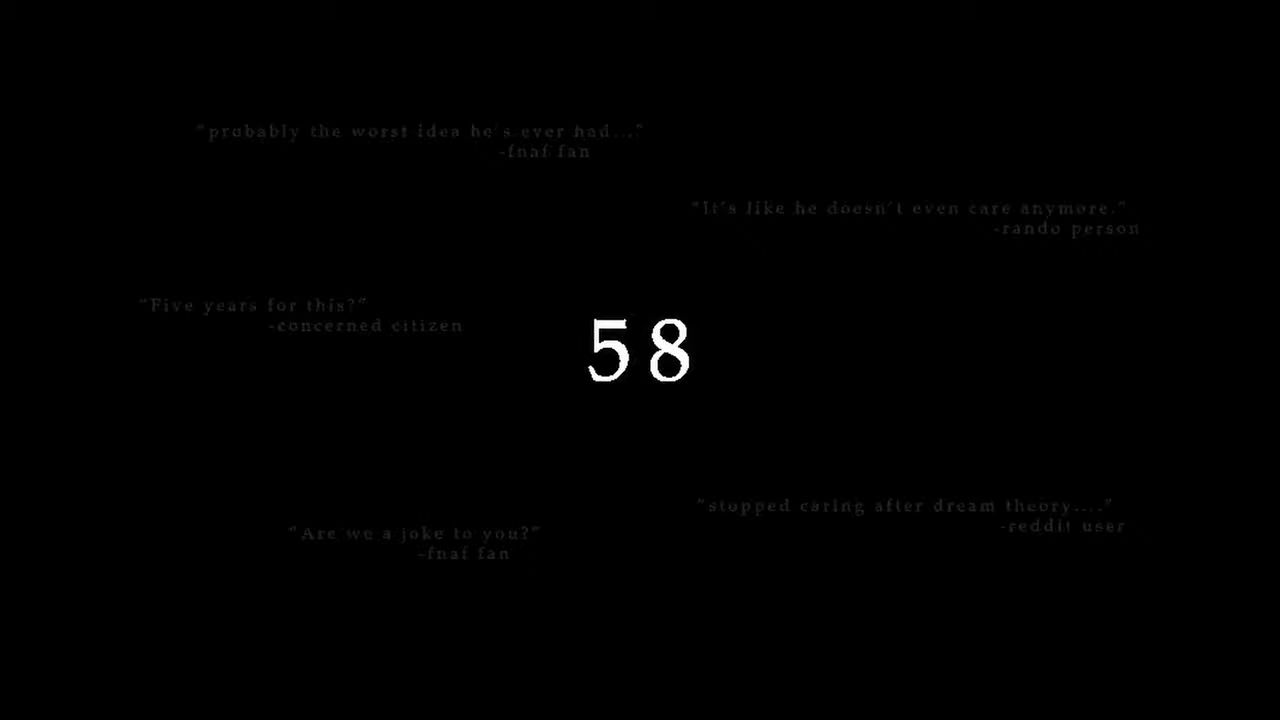 "probably the worst idea he's ever had..."
-fnaf fan
"It's like he doesn't even care anymore."
-rando person
"Five years for this?"
-concerned citizen
58
"stopped caring after dream theory...."
-reddit user
"Are we a joke to you?"
-fnaf fan